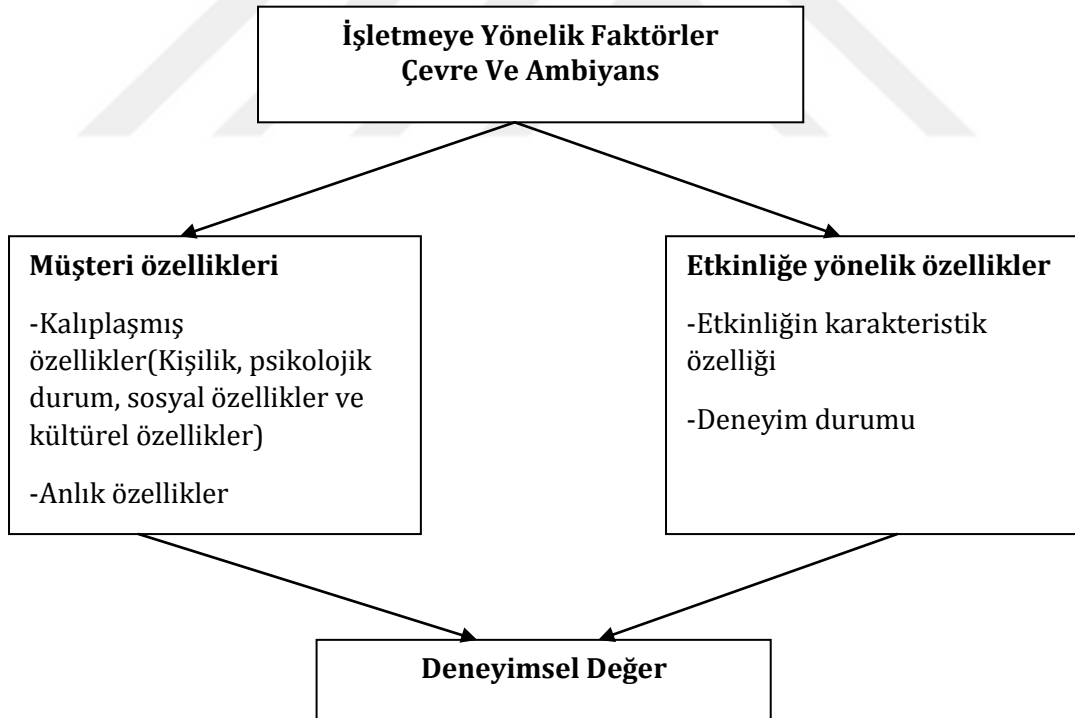 İşletmeye Yönelik Faktörler
Çevre Ve Ambiyans
Müşteri özellikleri
-Kalıplaşmış
özellikler(Kişilik, psikolojik
durum, sosyal özellikler ve
kültürel özellikler)
-Anlık özellikler
Etkinliğe yönelik özellikler
-Etkinliğin karakteristik
özelliği
-Deneyim durumu
Deneyimsel Değer